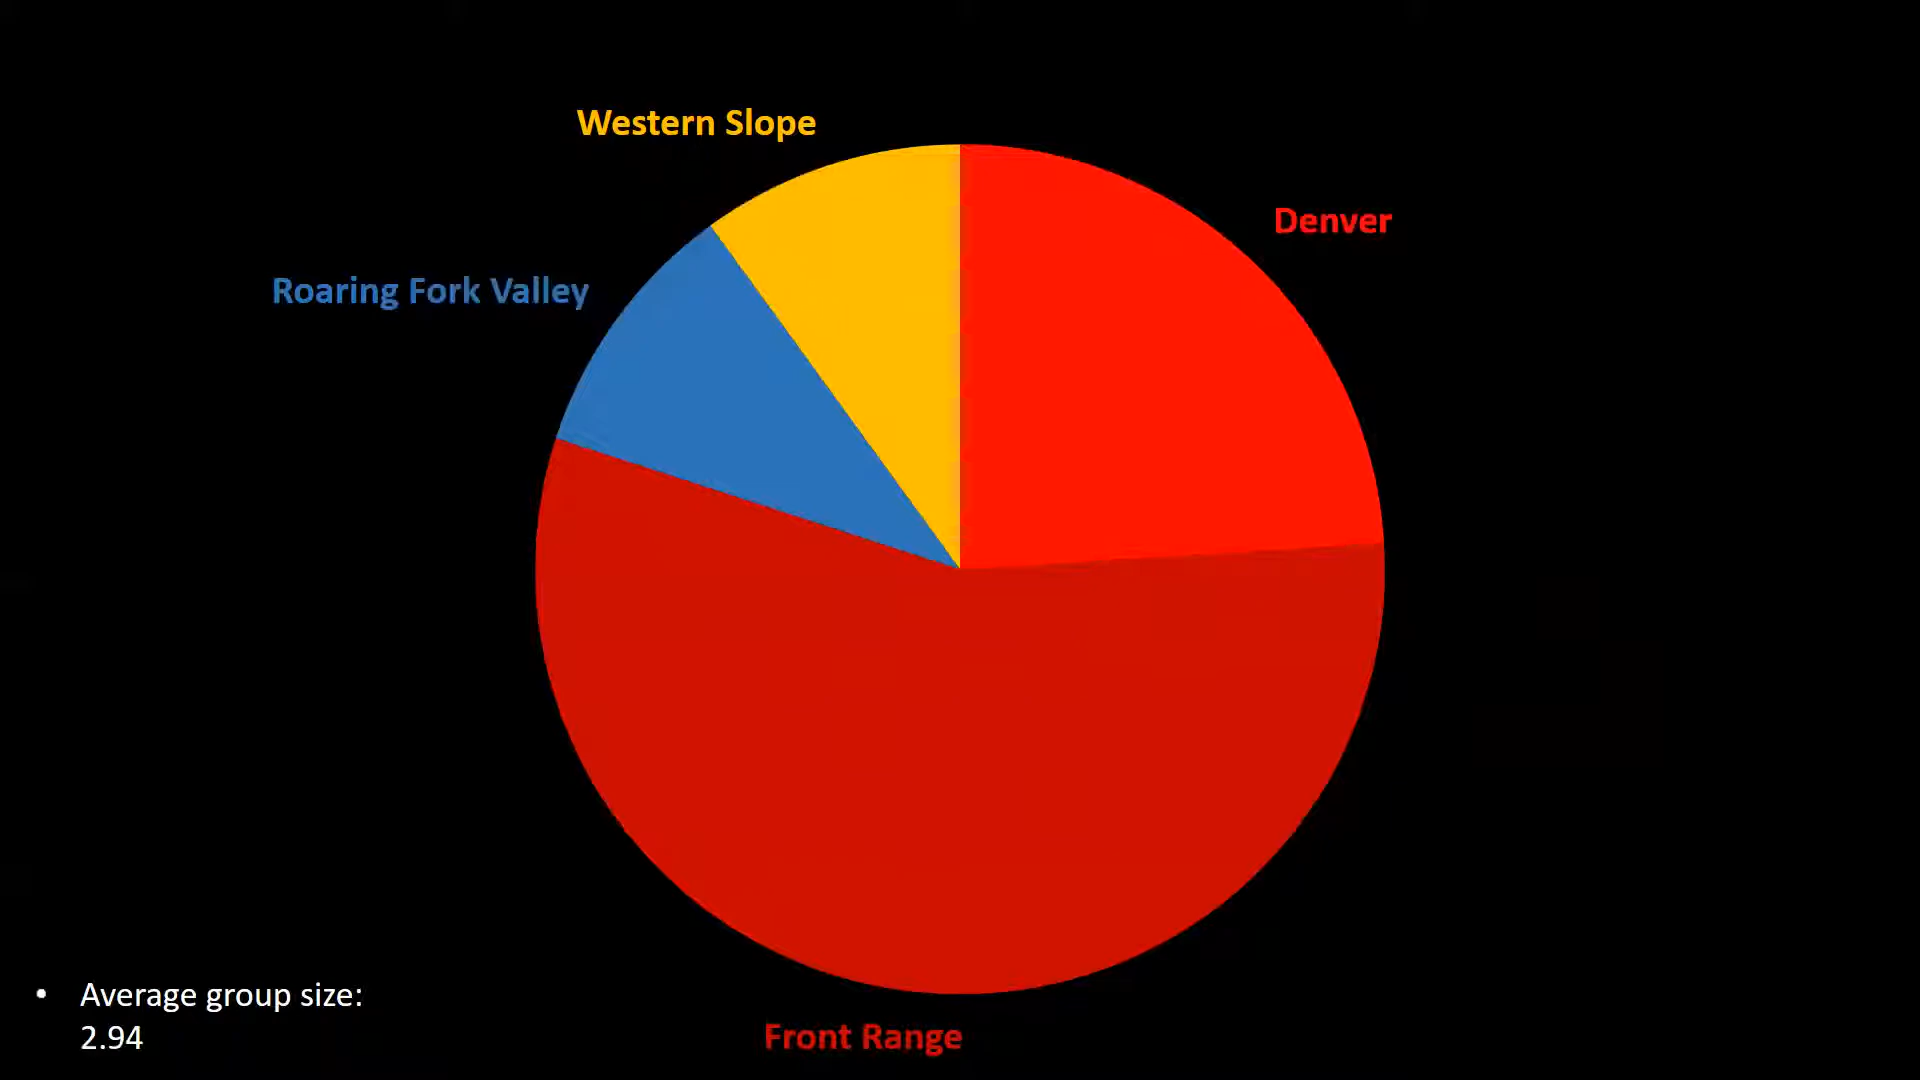 Western Slope
Denver
Roaring Fork Valley
• Average group size:
2.94
Front Range